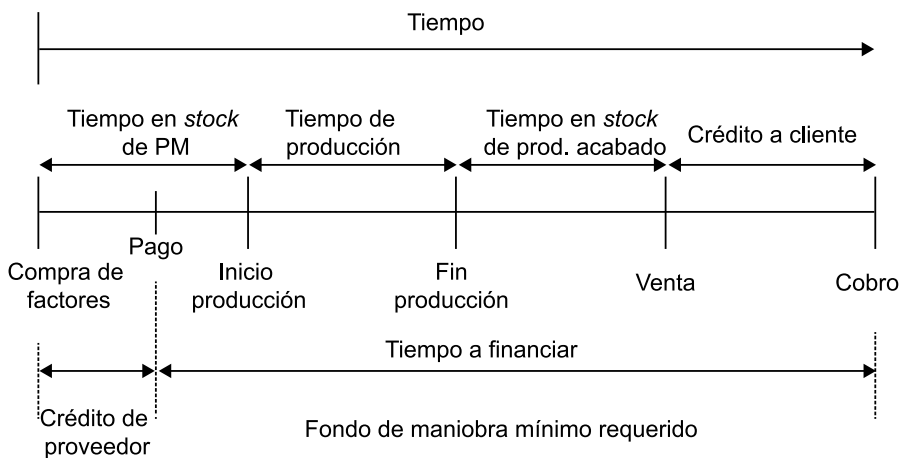 Tiempo
Tiempo en stock
de PM
Tiempo de
producción
Tiempo en stock
de prod. acabado
Crédito a cliente
Pago
Compra de
factores
Inicio
producción
Fin
producción
Venta
Cobro
Tiempo a financiar
Crédito de
proveedor
Fondo de maniobra mínimo requerido